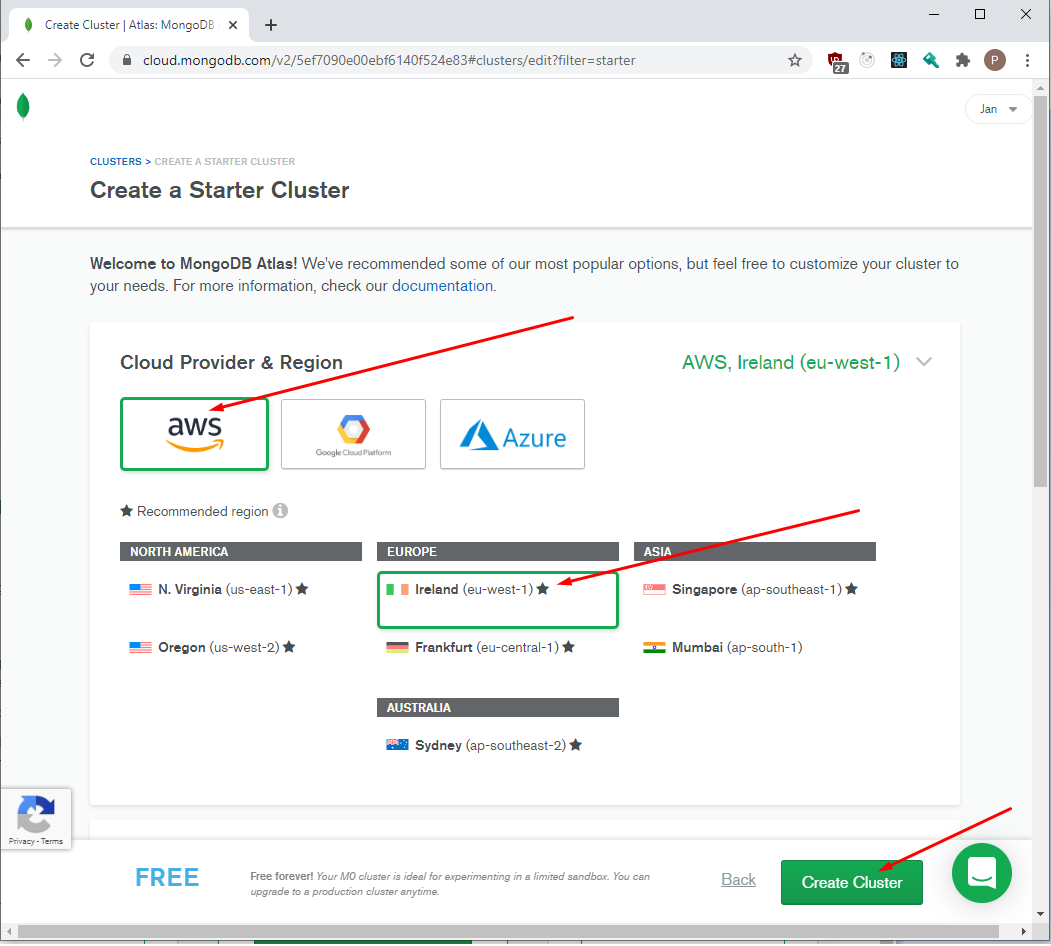 Create Cluster | Atlas: MongoDB
cloud.mongodb.com/v2/5ef7090e00ebf6140f524e83#clusters/edit?filter=starter
27
P
Jan
CLUSTERS > CREATE A STARTER CLUSTER
Create a Starter Cluster
Welcome to MongoDB Atlas! We've recommended some of our most popular options, but feel free to customize your cluster to
your needs. For more information, check our documentation.
Cloud Provider & Region
AWS, Ireland (eu-west-1)
aws
Google Cloud Platform
Azure
★ Recommended region i
NORTH AMERICA
N. Virginia (us-east-1) ★
Oregon (us-west-2) ★
EUROPE
Ireland (eu-west-1) ★
Frankfurt (eu-central-1) ★
ASIA
Singapore (ap-southeast-1) ★
Mumbai (ap-south-1)
AUSTRALIA
Sydney (ap-southeast-2) ★
Privacy - Terms
FREE
Free forever! Your M0 cluster is ideal for experimenting in a limited sandbox. You can
upgrade to a production cluster anytime.
Back
Create Cluster